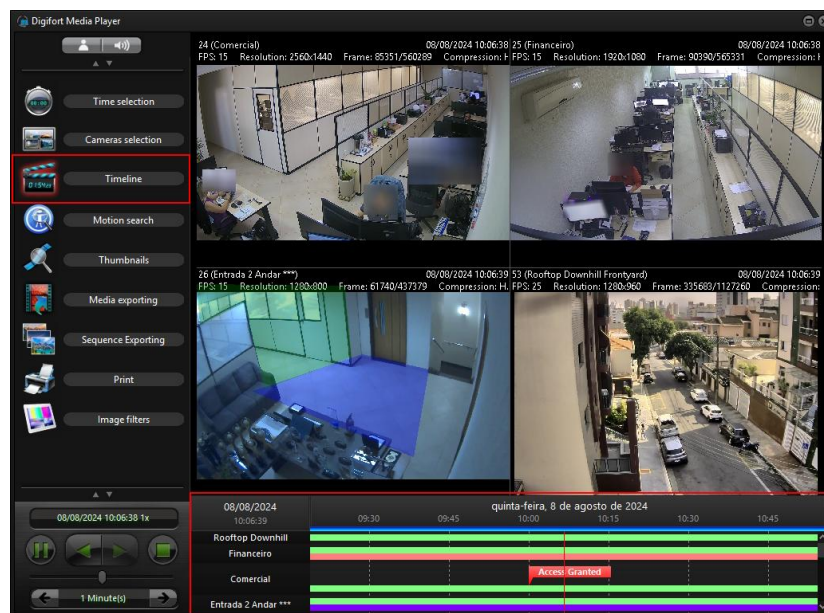 Digifort Media Player
Time selection
Cameras selection
Timeline
Motion search
Thumbnails
Media exporting
Sequence Exporting
Print
Image filters
08/08/2024 10:06:38 1x
1 Minute(s)
24 (Comercial) 08/08/2024 10:06:38
FPS: 15 Resolution: 2560x1440 Frame: 85351/560289 Compression: H
25 (Financeiro) 08/08/2024 10:06:38
FPS: 15 Resolution: 1920x1080 Frame: 90390/565331 Compression: H
26 (Entrada 2 Andar ***) 08/08/2024 10:06:39
FPS: 15 Resolution: 1280x800 Frame: 61740/437379 Compression: H.
53 (Rooftop Downhill Frontyard) 08/08/2024 10:06:39
FPS: 25 Resolution: 1280x960 Frame: 335683/1127260 Compression:
08/08/2024
10:06:39
quinta-feira, 8 de agosto de 2024
09:30 09:45 10:00 10:15 10:30 10:45
Rooftop Downhill
Financeiro
Comercial
Access Granted
Entrada 2 Andar ***